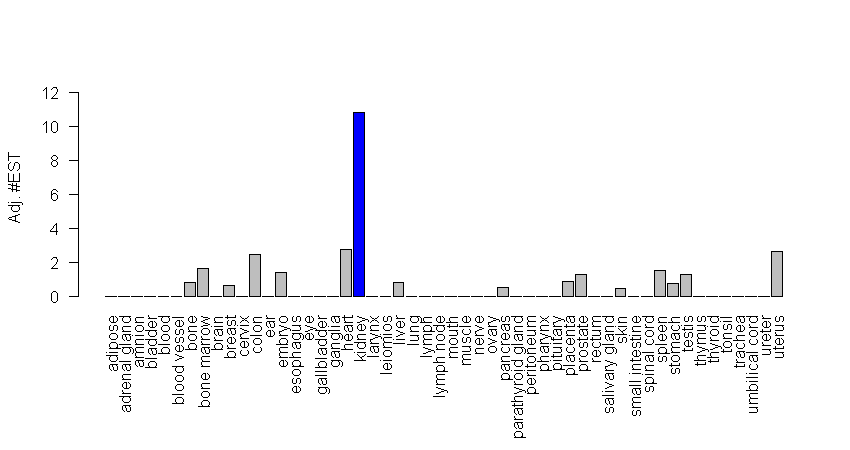 Adj. #EST
12
10
8
6
4
2
0
adipose
adrenal gland
amnion
bladder
blood
blood vessel
bone
bone marrow
brain
breast
cervix
colon
ear
embryo
esophagus
eye
gallbladder
ganglia
heart
kidney
larynx
leiomios
liver
lung
lymph
lymph node
mouth
muscle
nerve
ovary
pancreas
parathyroid gland
peritoneum
pharynx
pituitary
placenta
prostate
rectum
salivary gland
skin
small intestine
spinal cord
spleen
stomach
testis
thymus
thyroid
tonsil
trachea
umbilical cord
ureter
uterus